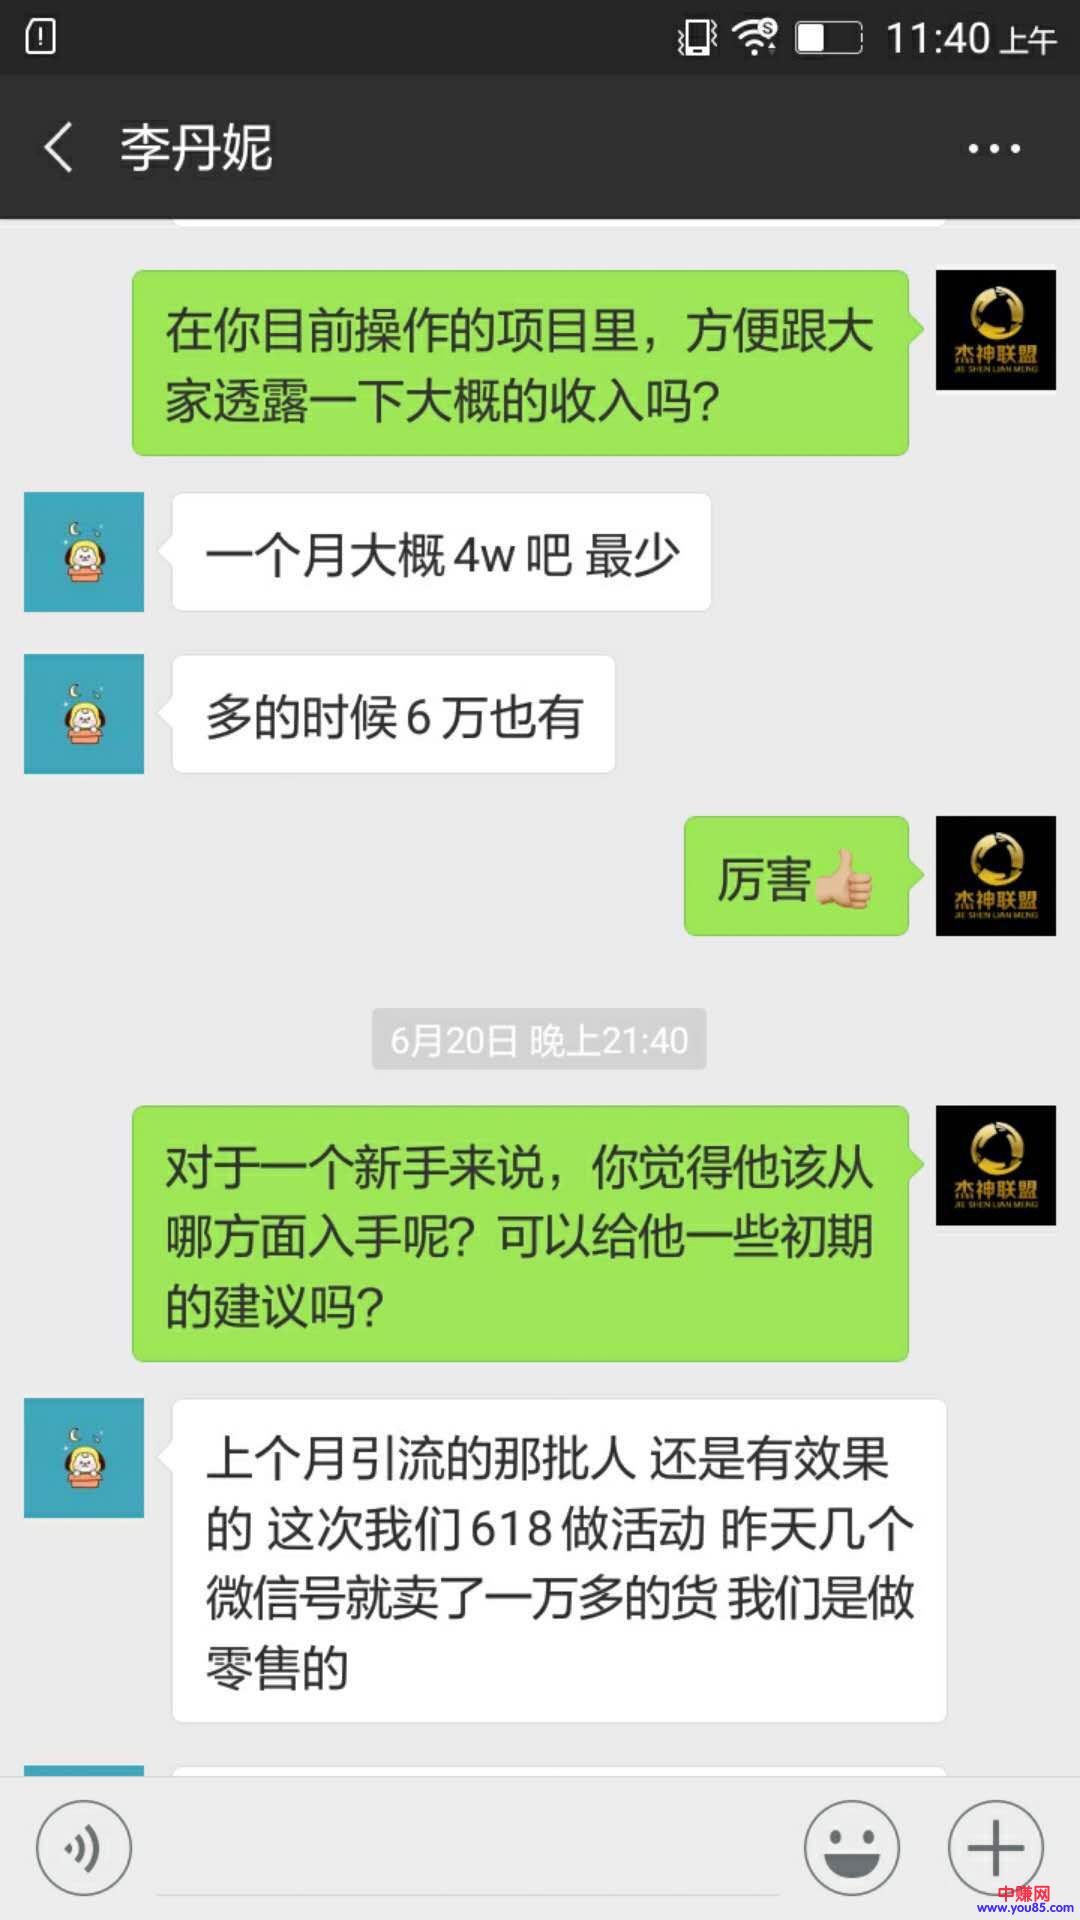 11:40 上午
李丹妮
在你目前操作的项目里，方便跟大
家透露一下大概的收入吗？
杰神联盟
JIE SHEN LIAN MENG
一个月大概4w吧 最少
多的时候6万也有
厉害👍🏼
杰神联盟
JIE SHEN LIAN MENG
6月20日 晚上21:40
对于一个新手来说，你觉得他该从
哪方面入手呢？可以给他一些初期
的建议吗？
杰神联盟
JIE SHEN LIAN MENG
上个月引流的那批人 还是有效果
的 这次我们618做活动 昨天几个
微信号就卖了一万多的货 我们是做
零售的
中赚网
www.you85.com